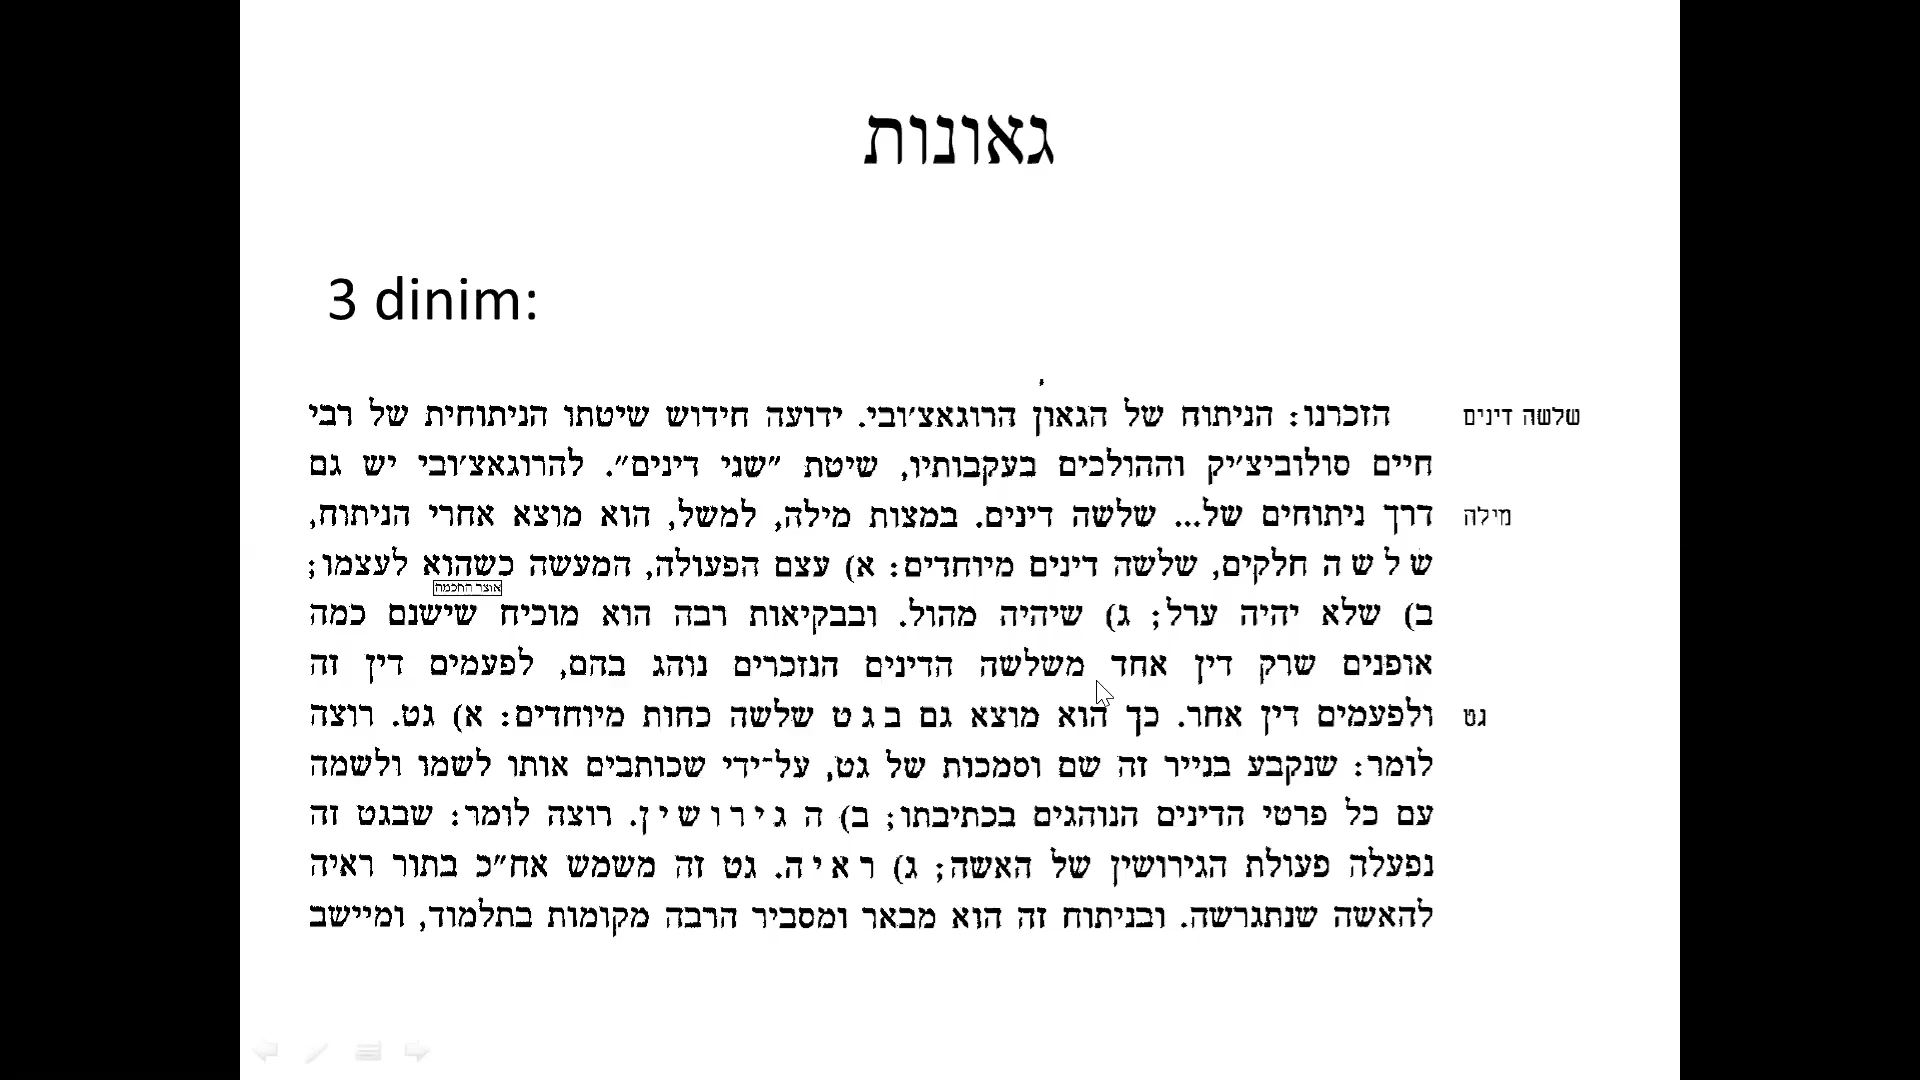 גאונות
3 dinim:
שלשה דינים
הזכרנו: הניתוח של הגאון הרוגאצ׳ובי. ידועה חידוש שיטתו הניתוחית של רבי
חיים סולוביצ׳יק וההולכים בעקבותיו, שיטת ״שני דינים״. להרוגאצ׳ובי יש גם
מילה
דרך ניתוחים של... שלשה דינים. במצות מילה, למשל, הוא מוצא אחרי הניתוח,
ש ל ש ה חלקים, שלשה דינים מיוחדים: א) עצם הפעולה, המעשה כשהוא לעצמו;
אוצר החכמה
ב) שלא יהיה ערל; ג) שיהיה מהול. ובבקיאות רבה הוא מוכיח שישנם כמה
אופנים שרק דין אחד משלשה הדינים הנזכרים נוהג בהם, לפעמים דין זה
גט
ולפעמים דין אחר. כך הוא מוצא גם ב ג ט שלשה כחות מיוחדים: א) גט. רוצה
לומר: שנקבע בנייר זה שם וסמכות של גט, על־ידי שכותבים אותו לשמו ולשמה
עם כל פרטי הדינים הנוהגים בכתיבתו; ב) ה ג י ר ו ש י ן. רוצה לומר: שבגט זה
נפעלה פעולת הגירושין של האשה; ג) ר א י ה. גט זה משמש אח״כ בתור ראיה
להאשה שנתגרשה. ובניתוח זה הוא מבאר ומסביר הרבה מקומות בתלמוד, ומיישב